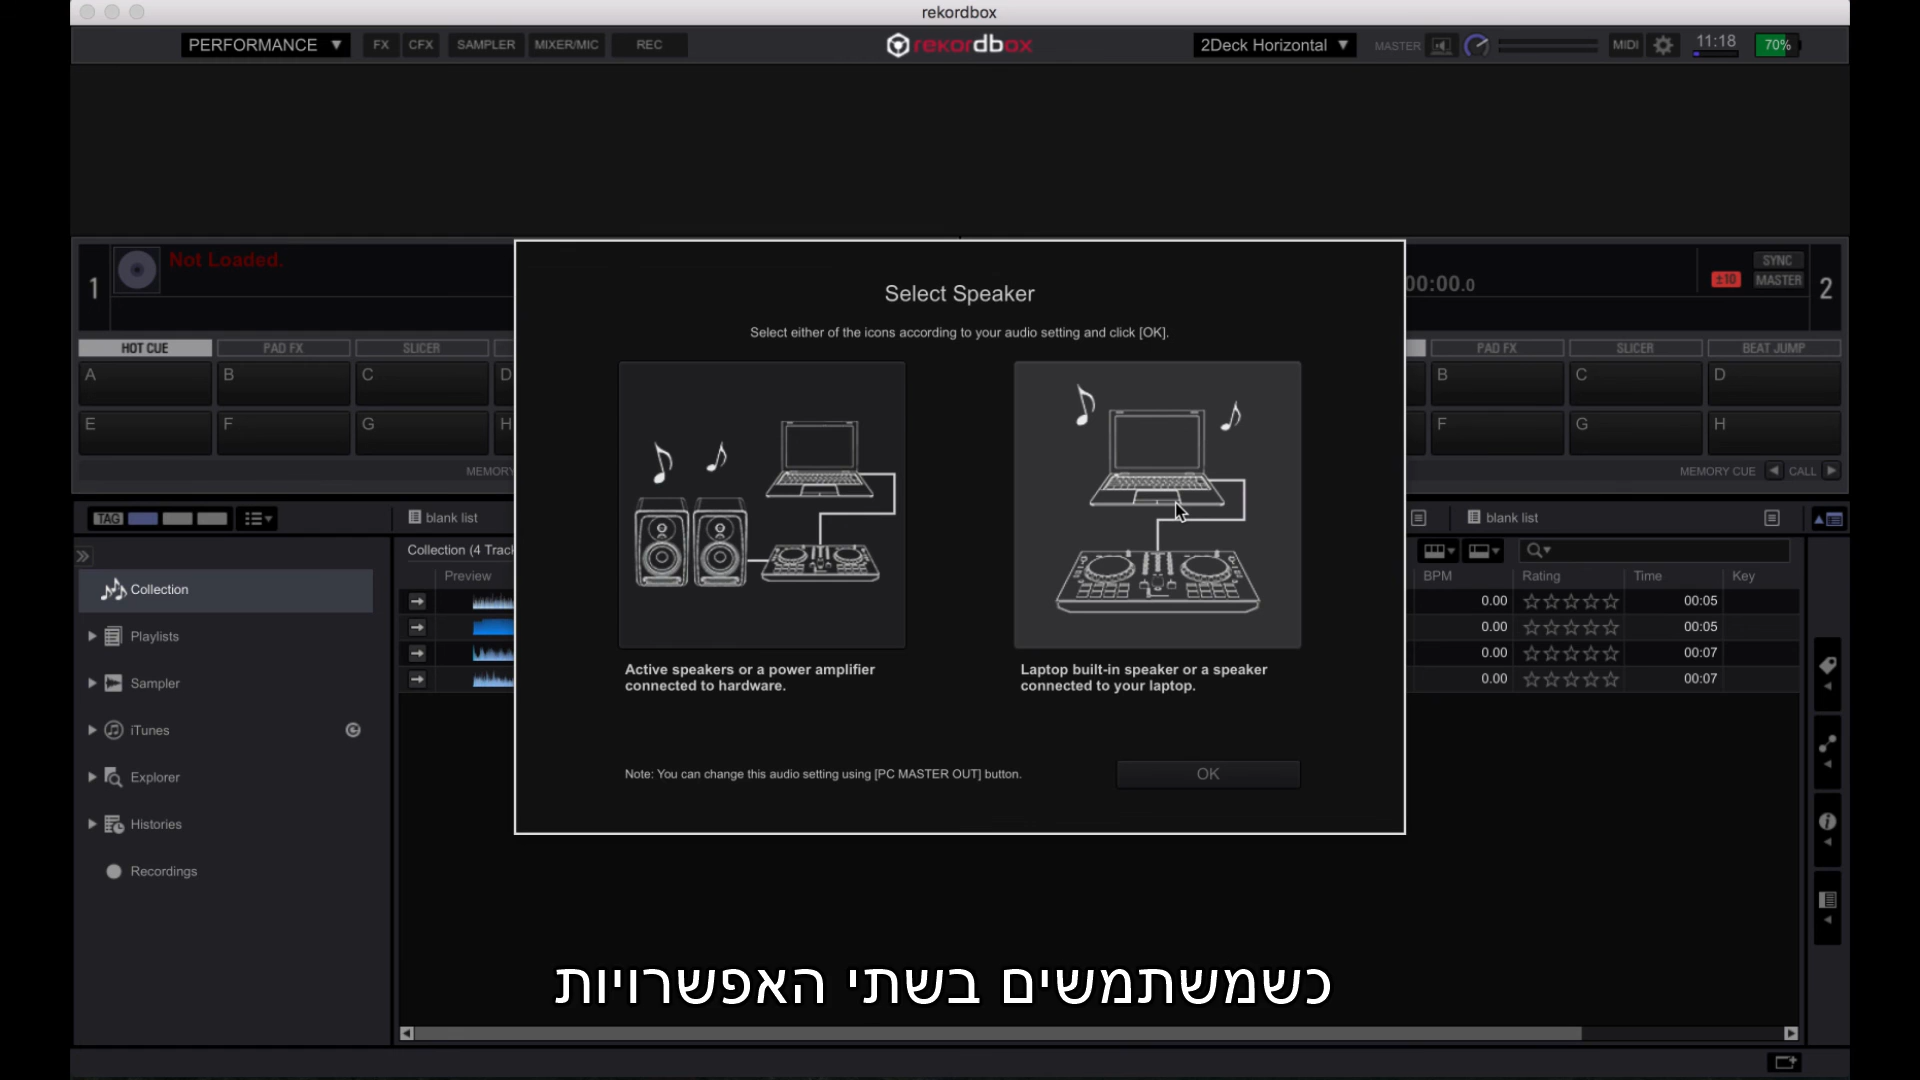 rekordbox
PERFORMANCE
FX
CFX
SAMPLER
MIXER/MIC
REC
rekordbox
2Deck Horizontal
MASTER
MIDI
11:18
70%
1
Not Loaded.
00:00.0
±10
SYNC
MASTER
2
HOT CUE
PAD FX
SLICER
PAD FX
SLICER
BEAT JUMP
A
B
C
D
B
C
D
E
F
G
H
F
G
H
MEMORY
MEMORY CUE
CALL
Select Speaker
Select either of the icons according to your audio setting and click [OK].
Active speakers or a power amplifier
connected to hardware.
Laptop built-in speaker or a speaker
connected to your laptop.
Note: You can change this audio setting using [PC MASTER OUT] button.
OK
TAG
blank list
blank list
Collection (4 Track
Preview
BPM
Rating
Time
Key
0.00
00:05
0.00
00:05
0.00
00:07
0.00
00:07
Collection
Playlists
Sampler
iTunes
Explorer
Histories
Recordings
כשמשתמשים בשתי האפשרויות